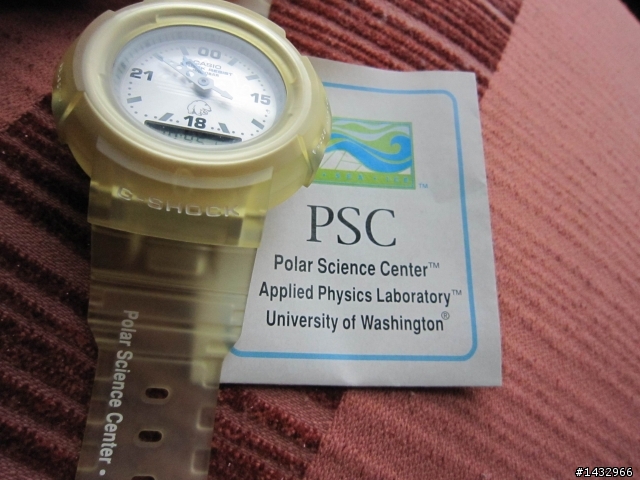 00
CASIO
21
15
18
G-SHOCK
PSC
Polar Science Center™
Applied Physics Laboratory™
University of Washington®
Polar Science Center •
#1432966